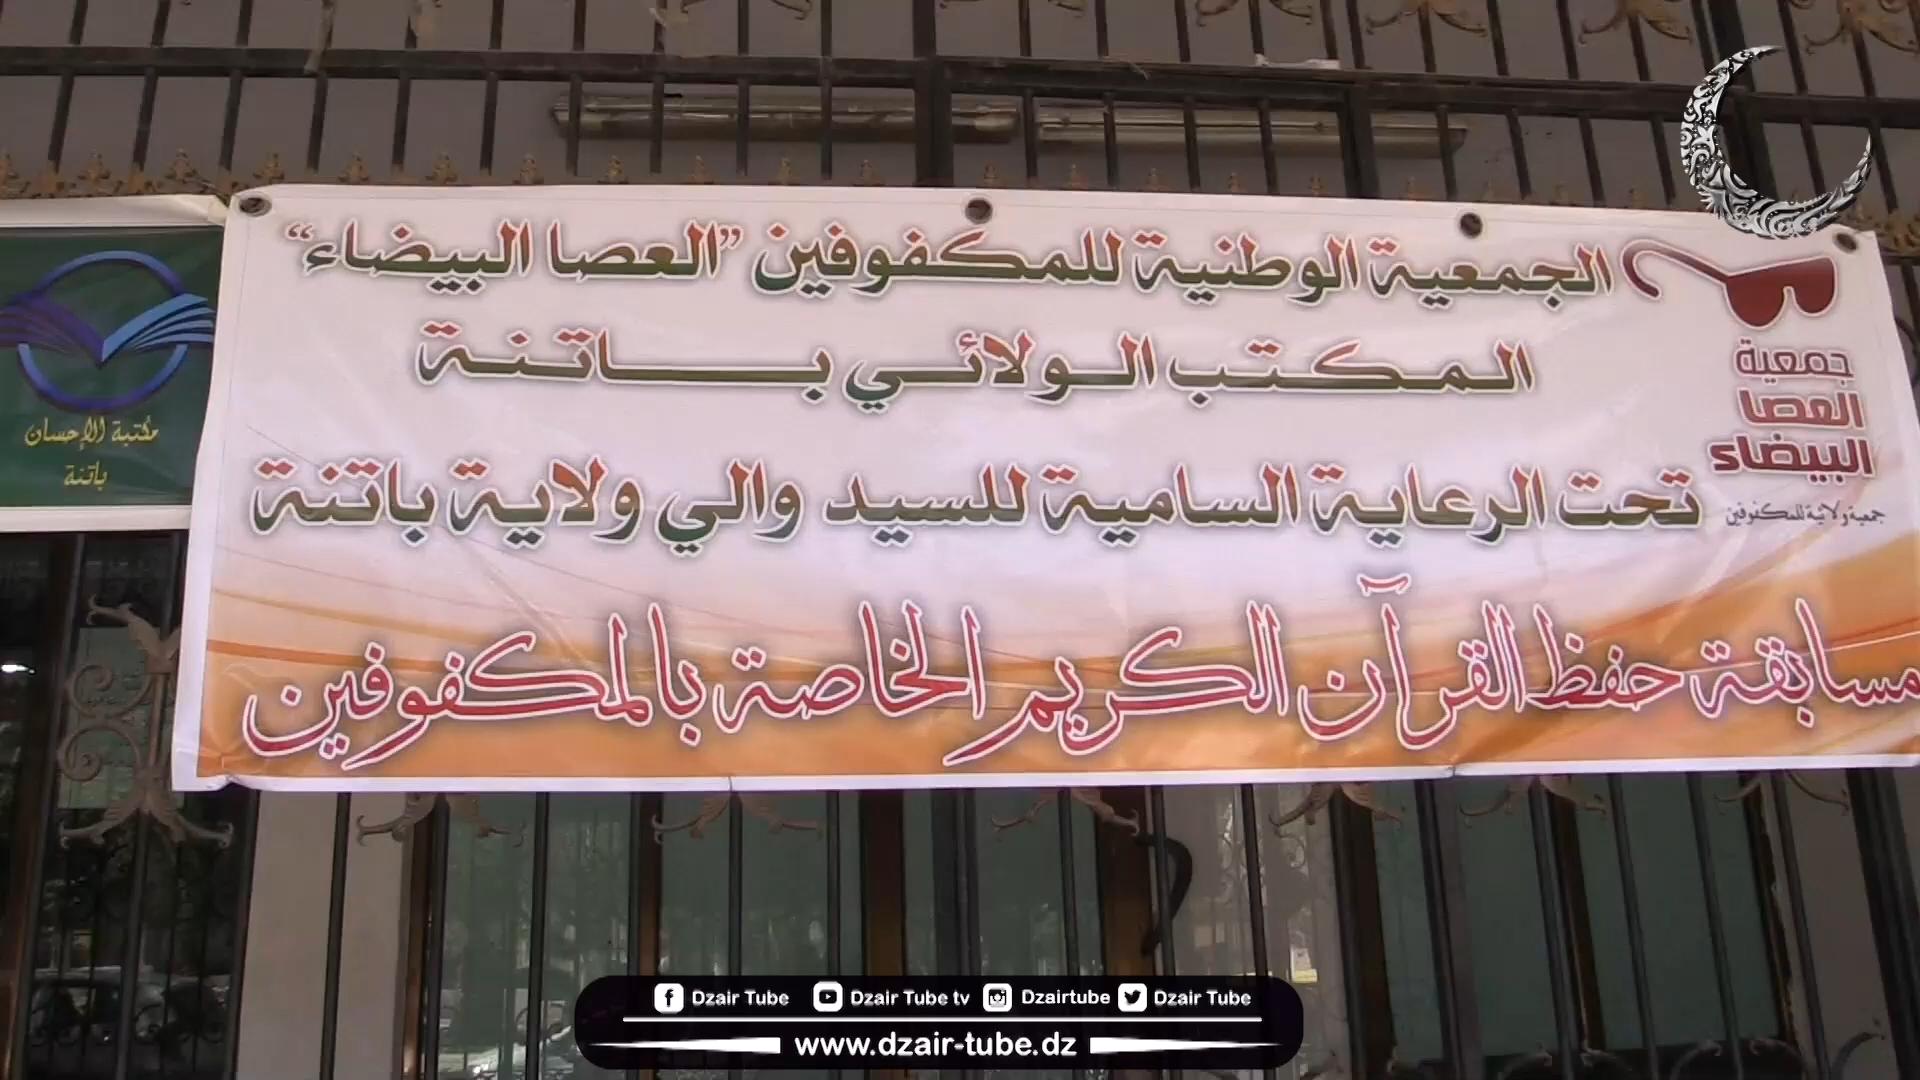 الجمعية الوطنية للمكفوفين "العصا البيضاء"
المكتب الولائي بـاتنة
تحت الرعاية السامية للسيد والي ولاية باتنة
مسابقة حفظ القرآن الكريم الخاصة بالمكفوفين
جمعية
العصا
البيضاء
جمعية ولائية للمكفوفين
مكتبة الإحسان
باتنة
Dzair Tube Dzair Tube tv Dzairtube Dzair Tube
www.dzair-tube.dz